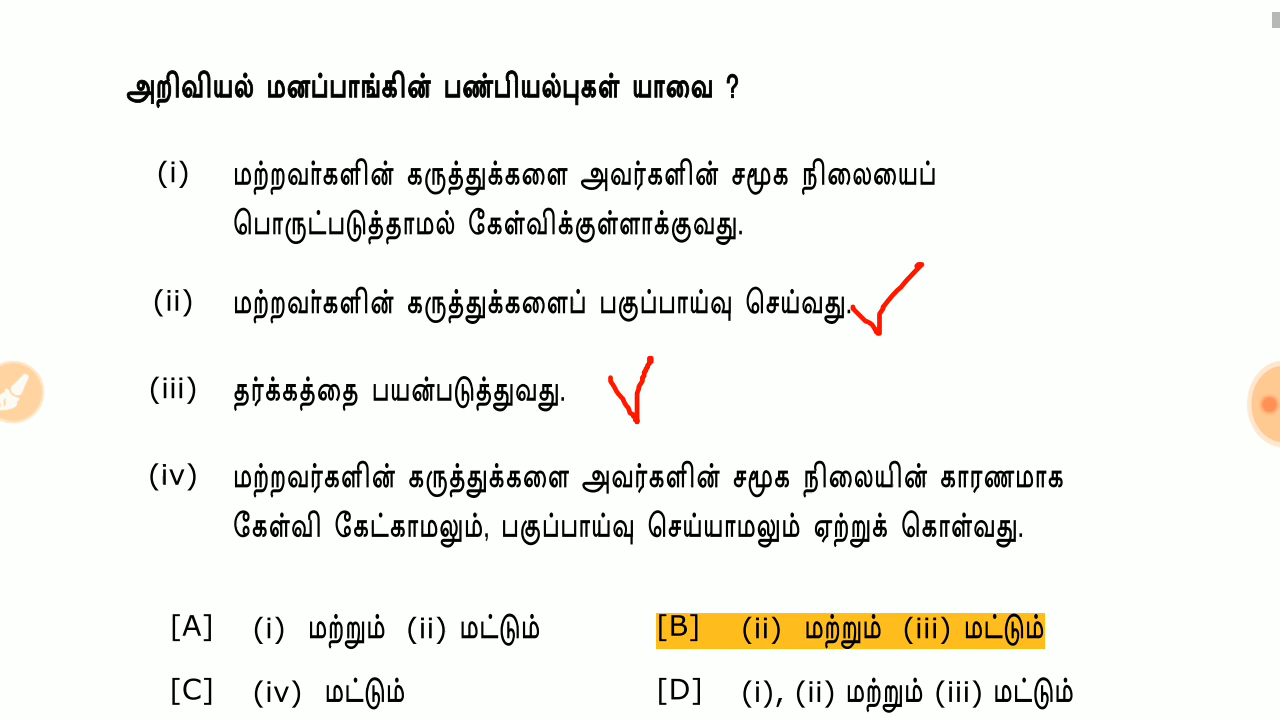 அறிவியல் மனப்பாங்கின் பண்பியல்புகள் யாவை ?
(i) மற்றவர்களின் கருத்துக்களை அவர்களின் சமூக நிலையைப்
பொருட்படுத்தாமல் கேள்விக்குள்ளாக்குவது.
(ii) மற்றவர்களின் கருத்துக்களைப் பகுப்பாய்வு செய்வது.
(iii) தர்க்கத்தை பயன்படுத்துவது.
(iv) மற்றவர்களின் கருத்துக்களை அவர்களின் சமூக நிலையின் காரணமாக
கேள்வி கேட்காமலும், பகுப்பாய்வு செய்யாமலும் ஏற்றுக் கொள்வது.
[A] (i) மற்றும் (ii) மட்டும் [B] (ii) மற்றும் (iii) மட்டும்
[C] (iv) மட்டும் [D] (i), (ii) மற்றும் (iii) மட்டும்